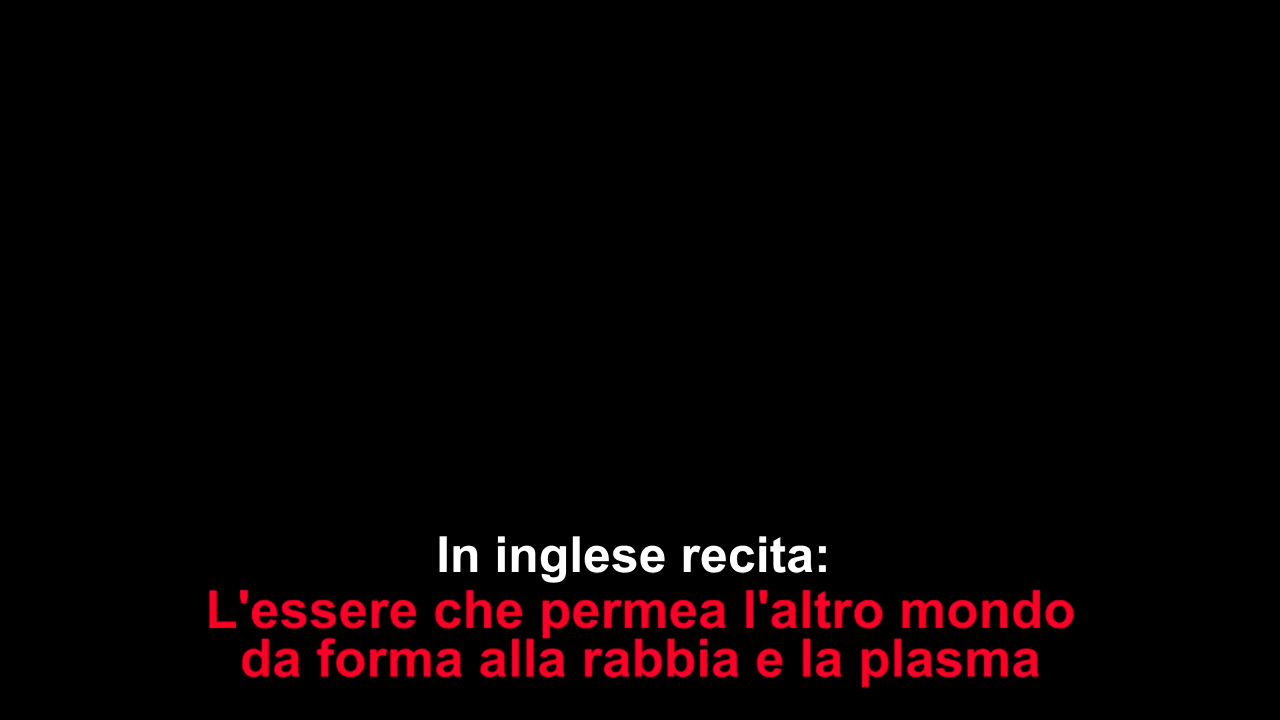 In inglese recita:
L'essere che permea l'altro mondo
da forma alla rabbia e la plasma